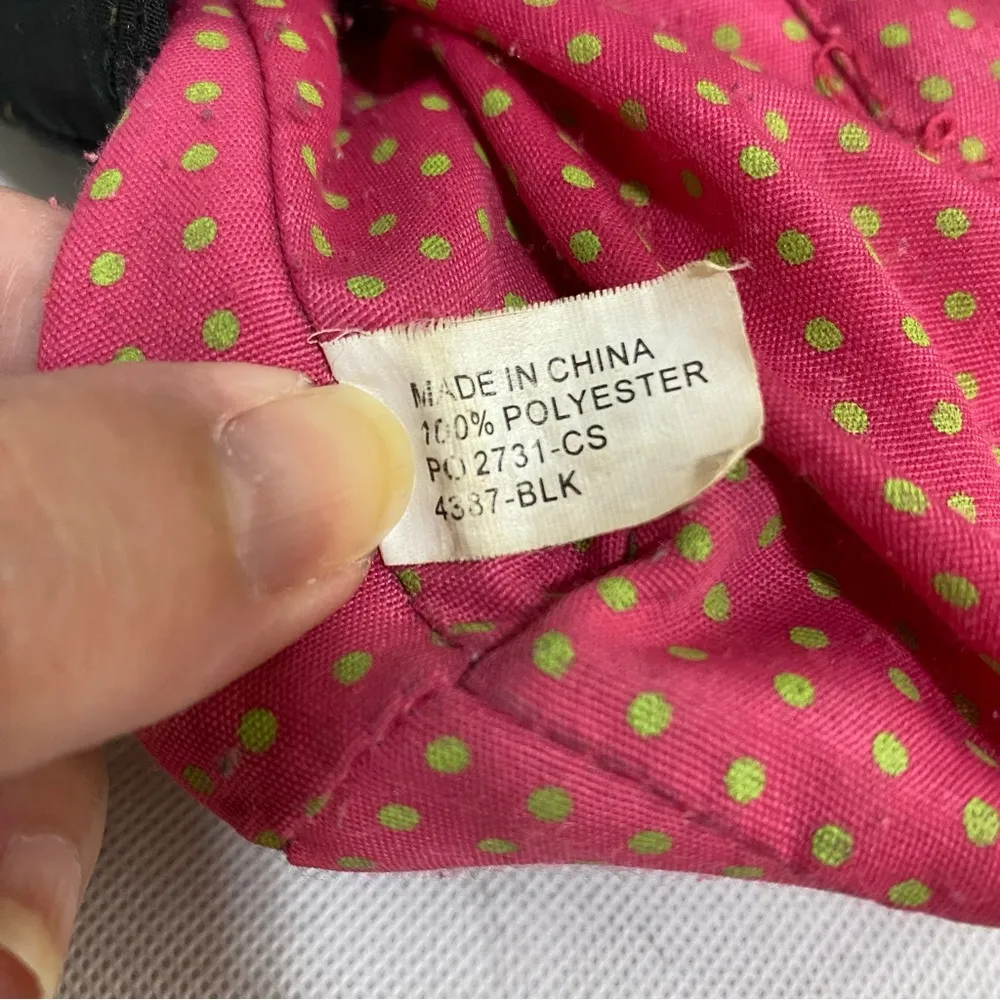 MADE IN CHINA
100% POLYESTER
PO 2731-CS
4387-BLK